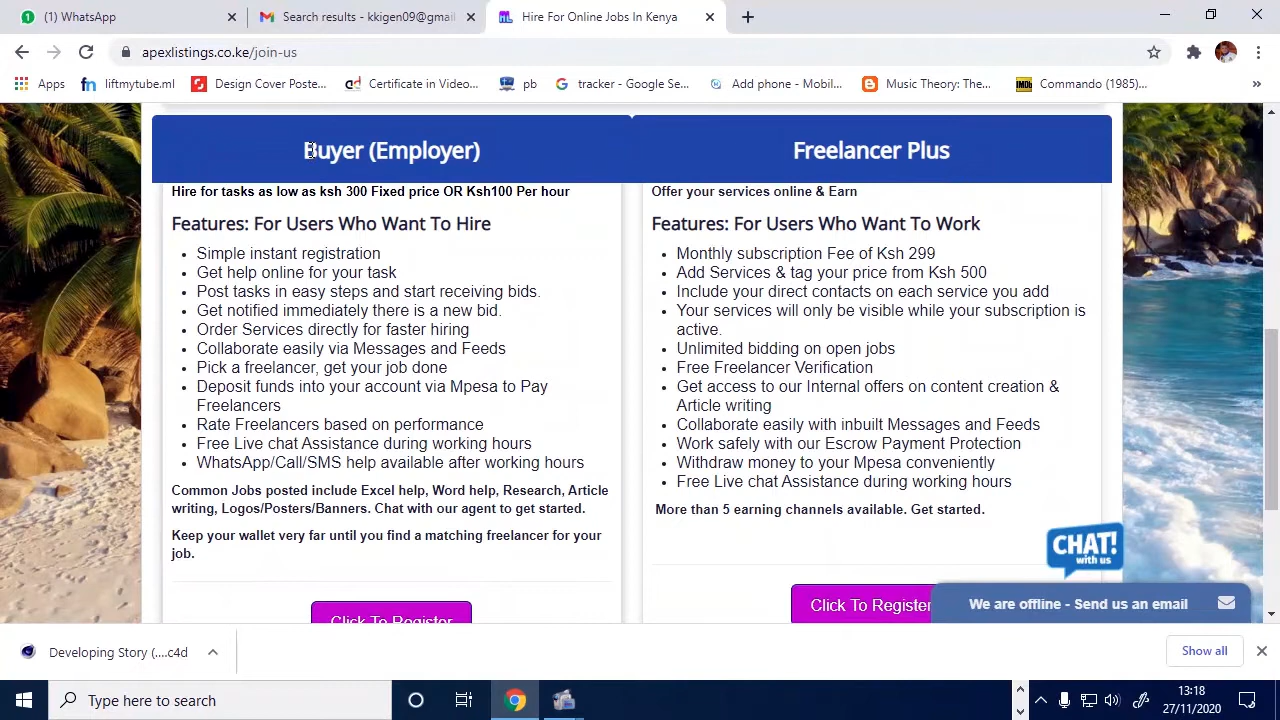 (1) WhatsApp
Search results - kkigen09@gmail
Hire For Online Jobs In Kenya
apexlistings.co.ke/join-us
Apps
liftmytube.ml
Design Cover Poste...
Certificate in Video...
pb
tracker - Google Se...
Add phone - Mobil...
Music Theory: The...
IMDb
Commando (1985)...
»
Buyer (Employer)
Hire for tasks as low as ksh 300 Fixed price OR Ksh100 Per hour
Features: For Users Who Want To Hire
• Simple instant registration
• Get help online for your task
• Post tasks in easy steps and start receiving bids.
• Get notified immediately there is a new bid.
• Order Services directly for faster hiring
• Collaborate easily via Messages and Feeds
• Pick a freelancer, get your job done
• Deposit funds into your account via Mpesa to Pay
Freelancers
• Rate Freelancers based on performance
• Free Live chat Assistance during working hours
• WhatsApp/Call/SMS help available after working hours
Common Jobs posted include Excel help, Word help, Research, Article
writing, Logos/Posters/Banners. Chat with our agent to get started.
Keep your wallet very far until you find a matching freelancer for your
job.
Click To Register
Freelancer Plus
Offer your services online & Earn
Features: For Users Who Want To Work
• Monthly subscription Fee of Ksh 299
• Add Services & tag your price from Ksh 500
• Include your direct contacts on each service you add
• Your services will only be visible while your subscription is
active.
• Unlimited bidding on open jobs
• Free Freelancer Verification
• Get access to our Internal offers on content creation &
Article writing
• Collaborate easily with inbuilt Messages and Feeds
• Work safely with our Escrow Payment Protection
• Withdraw money to your Mpesa conveniently
• Free Live chat Assistance during working hours
More than 5 earning channels available. Get started.
Click To Register
CHAT!
with us
We are offline - Send us an email
Developing Story (....c4d
Show all
Type here to search
13:18
27/11/2020